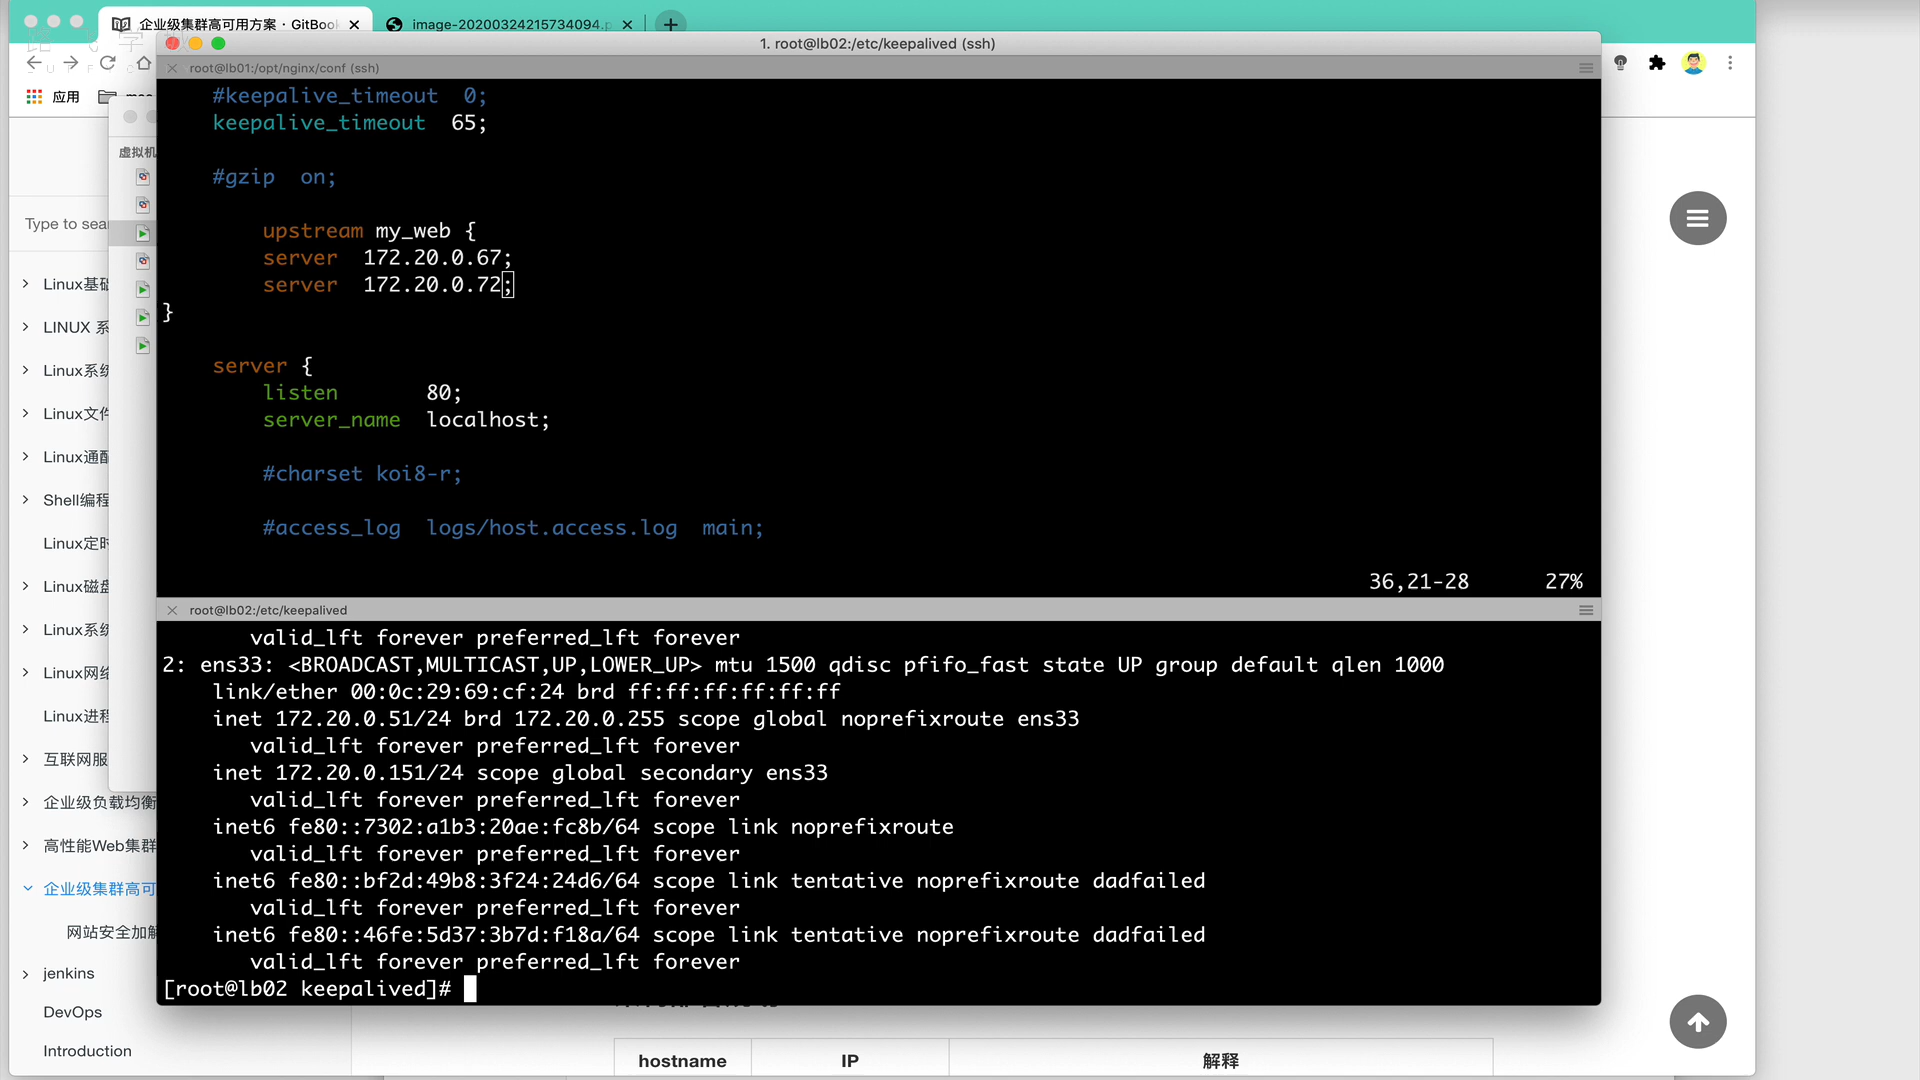 企业级集群高可用方案 · GitBook
image-20200324215734094.p
1. root@lb02:/etc/keepalived (ssh)
root@lb01:/opt/nginx/conf (ssh)
应用
#keepalive_timeout  0;
keepalive_timeout  65;
#gzip  on;
upstream my_web {
server  172.20.0.67;
server  172.20.0.72;
}
server {
listen       80;
server_name  localhost;
#charset koi8-r;
#access_log  logs/host.access.log  main;
36,21-28      27%
root@lb02:/etc/keepalived
valid_lft forever preferred_lft forever
2: ens33: <BROADCAST,MULTICAST,UP,LOWER_UP> mtu 1500 qdisc pfifo_fast state UP group default qlen 1000
link/ether 00:0c:29:69:cf:24 brd ff:ff:ff:ff:ff:ff
inet 172.20.0.51/24 brd 172.20.0.255 scope global noprefixroute ens33
valid_lft forever preferred_lft forever
inet 172.20.0.151/24 scope global secondary ens33
valid_lft forever preferred_lft forever
inet6 fe80::7302:a1b3:20ae:fc8b/64 scope link noprefixroute
valid_lft forever preferred_lft forever
inet6 fe80::bf2d:49b8:3f24:24d6/64 scope link tentative noprefixroute dadfailed
valid_lft forever preferred_lft forever
inet6 fe80::46fe:5d37:3b7d:f18a/64 scope link tentative noprefixroute dadfailed
valid_lft forever preferred_lft forever
[root@lb02 keepalived]#
虚拟机
Type to sea
Linux基础
LINUX 系
Linux系统
Linux文件
Linux通配
Shell编程
Linux定时
Linux磁盘
Linux系统
Linux网络
Linux进程
互联网服
企业级负载均衡
高性能Web集群
企业级集群高可
网站安全加解
jenkins
DevOps
Introduction
hostname
IP
解释